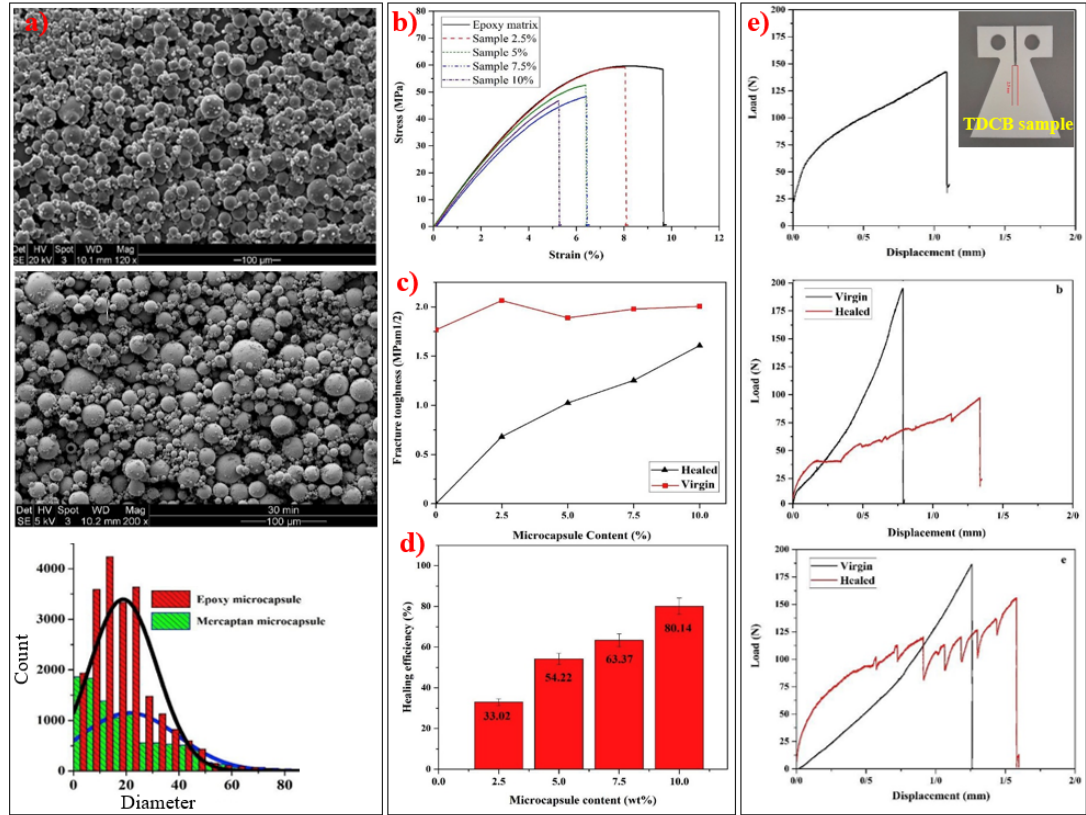 a)
Det HV Spot WD Mag
SE 20 kV 3 10.1 mm 120 x
100 µm
Det HV Spot WD Mag 30 min
SE 5 kV 3 10.2 mm 200 x 100 µm
4000
3000
2000
1000
0
Count
Epoxy microcapsule
Mercaptan microcapsule
0 20 40 60 80
Diameter
b)
Epoxy matrix
Sample 2.5%
Sample 5%
Sample 7.5%
Sample 10%
80
70
60
50
40
30
20
10
0
Stress (MPa)
0 2 4 6 8 10 12
Strain (%)
c)
2.0
1.5
1.0
0.5
0
Fracture toughness (MPam1/2)
Healed
Virgin
0.0 2.5 5.0 7.5 10.0
Microcapsule Content (%)
d)
100
80
60
40
20
0
Healing efficiency (%)
33.02
54.22
63.37
80.14
0.0 2.5 5.0 7.5 10.0
Microcapsule content (wt%)
e)
TDCB sample
200
175
150
125
100
75
50
25
0
Load (N)
0/0 0/5 1/0 1/5 2/0
Displacement (mm)
b
Virgin
Healed
200
175
150
125
100
75
50
25
0
Load (N)
0/0 0/5 1/0 1/5 2/0
Displacement (mm)
e
Virgin
Healed
200
175
150
125
100
75
50
25
0
Load (N)
0/0 0/5 1/0 1/5 2/0
Displacement (mm)